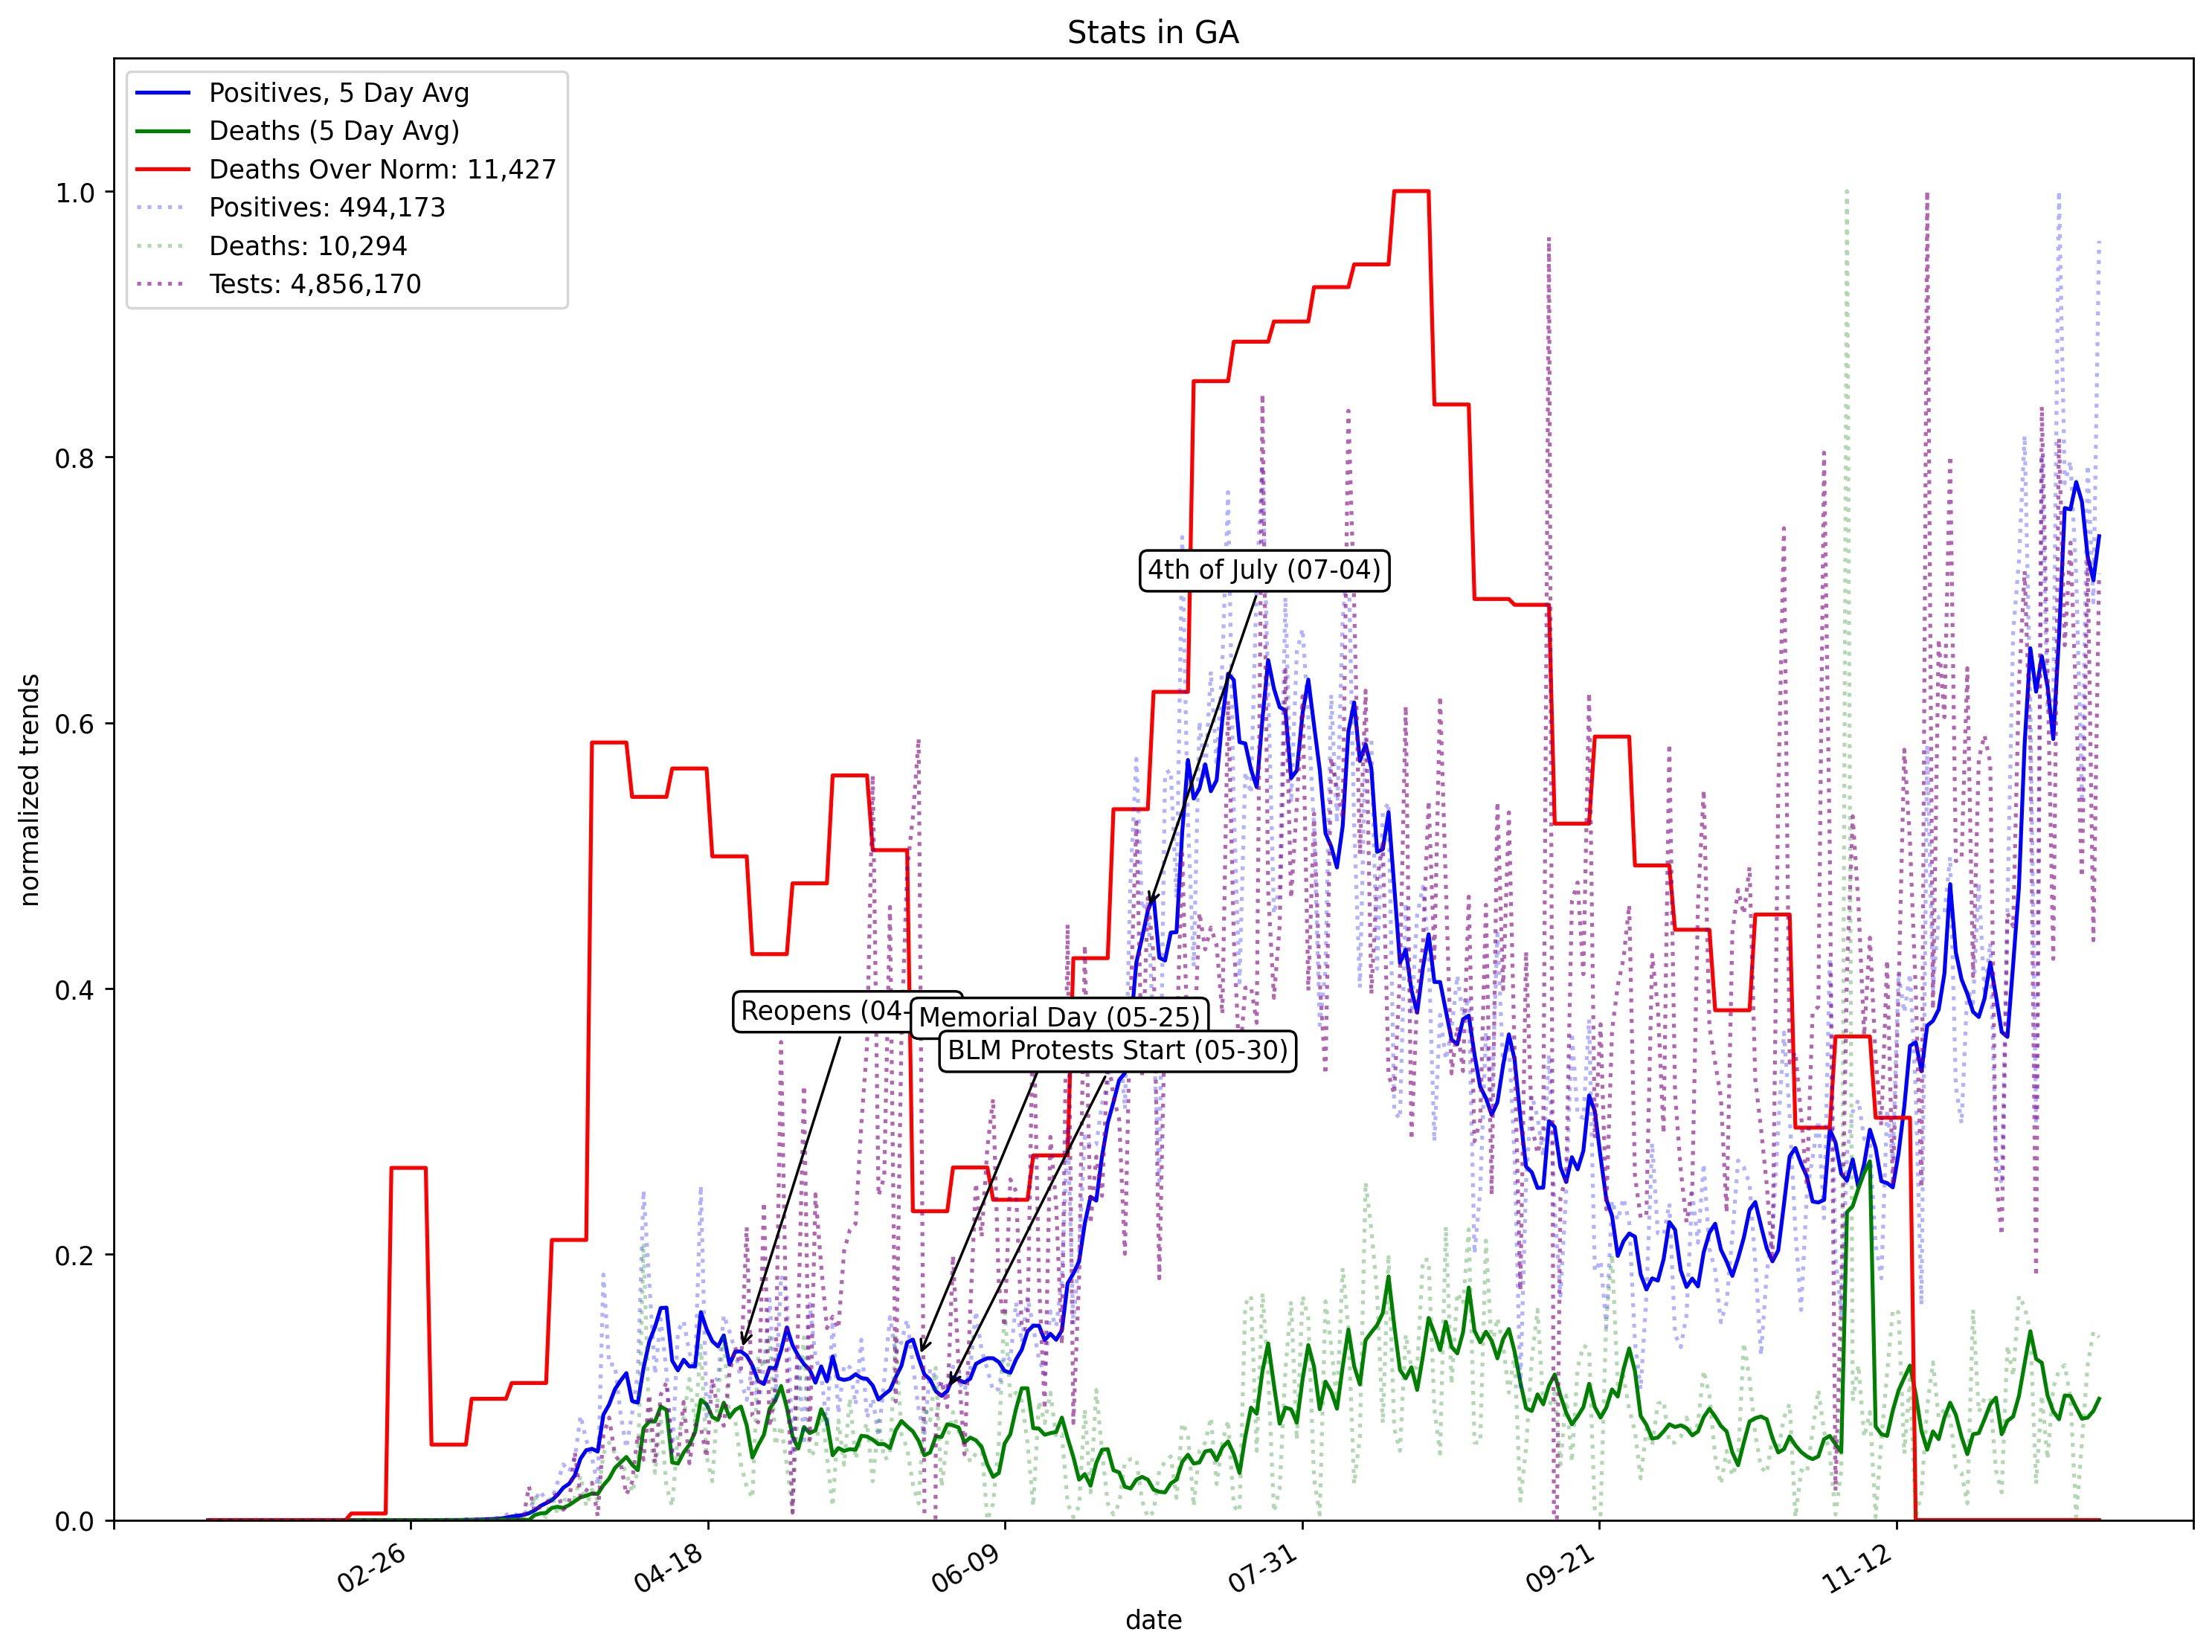 Stats in GA
Positives, 5 Day Avg
Deaths (5 Day Avg)
Deaths Over Norm: 11,427
Positives: 494,173
Deaths: 10,294
Tests: 4,856,170
normalized trends
1.0
0.8
0.6
0.4
0.2
0.0
4th of July (07-04)
Reopens (04-
Memorial Day (05-25)
BLM Protests Start (05-30)
02-26
04-18
06-09
07-31
09-21
11-12
date